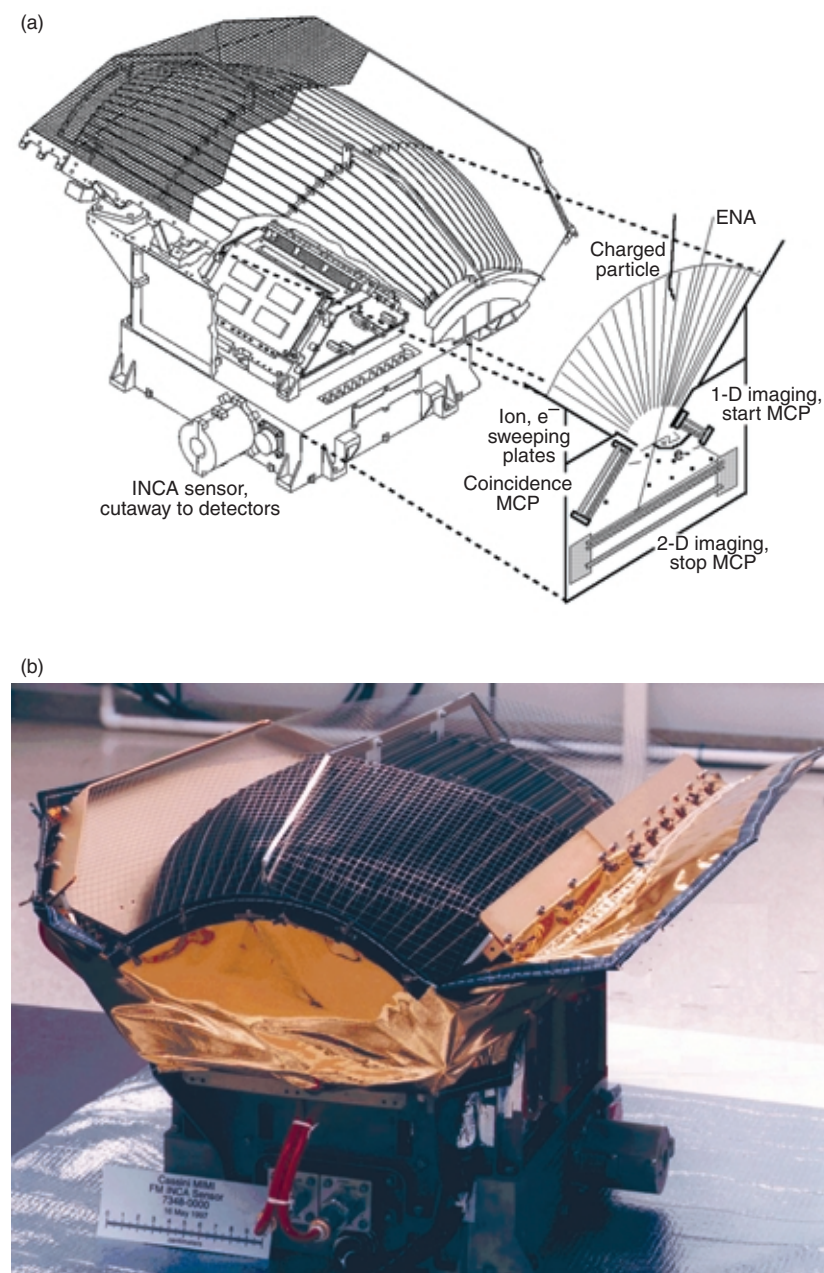 (a)
ENA
Charged
particle
1-D imaging,
start MCP
Ion, e⁻
sweeping
plates
Coincidence
MCP
INCA sensor,
cutaway to detectors
2-D imaging,
stop MCP
(b)
Cassini MIMI
FM INCA Sensor
7348-0000
16 May 1997
centimeters